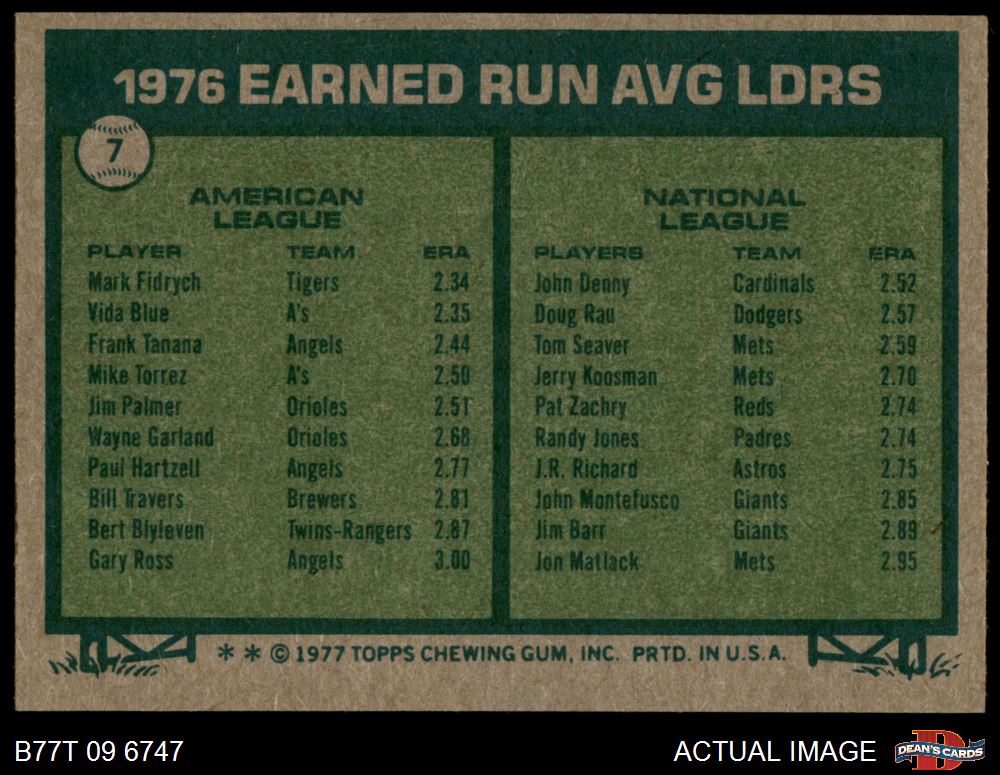 1976 EARNED RUN AVG LDRS
7
AMERICAN
LEAGUE
PLAYER TEAM ERA
Mark Fidrych Tigers 2.34
Vida Blue A's 2.35
Frank Tanana Angels 2.44
Mike Torrez A's 2.50
Jim Palmer Orioles 2.51
Wayne Garland Orioles 2.68
Paul Hartzell Angels 2.77
Bill Travers Brewers 2.81
Bert Blyleven Twins-Rangers 2.87
Gary Ross Angels 3.00
NATIONAL
LEAGUE
PLAYERS TEAM ERA
John Denny Cardinals 2.52
Doug Rau Dodgers 2.57
Tom Seaver Mets 2.59
Jerry Koosman Mets 2.70
Pat Zachry Reds 2.74
Randy Jones Padres 2.74
J.R. Richard Astros 2.75
John Montefusco Giants 2.85
Jim Barr Giants 2.89
Jon Matlack Mets 2.95
* * © 1977 TOPPS CHEWING GUM, INC. PRTD. IN U.S.A.
B77T 09 6747 ACTUAL IMAGE
D
DEAN'S CARDS